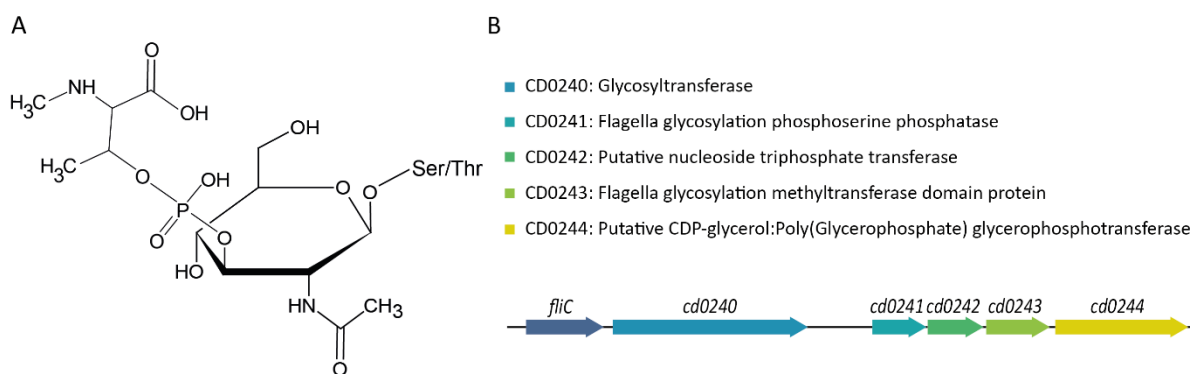 A
O
NH
H₃C
OH
OH
H₃C
O
OH
P
O
O
O
O
Ser/Thr
HO
HN
CH₃
O
B
CD0240: Glycosyltransferase
CD0241: Flagella glycosylation phosphoserine phosphatase
CD0242: Putative nucleoside triphosphate transferase
CD0243: Flagella glycosylation methyltransferase domain protein
CD0244: Putative CDP-glycerol:Poly(Glycerophosphate) glycerophosphotransferase
fliC cd0240 cd0241 cd0242 cd0243 cd0244